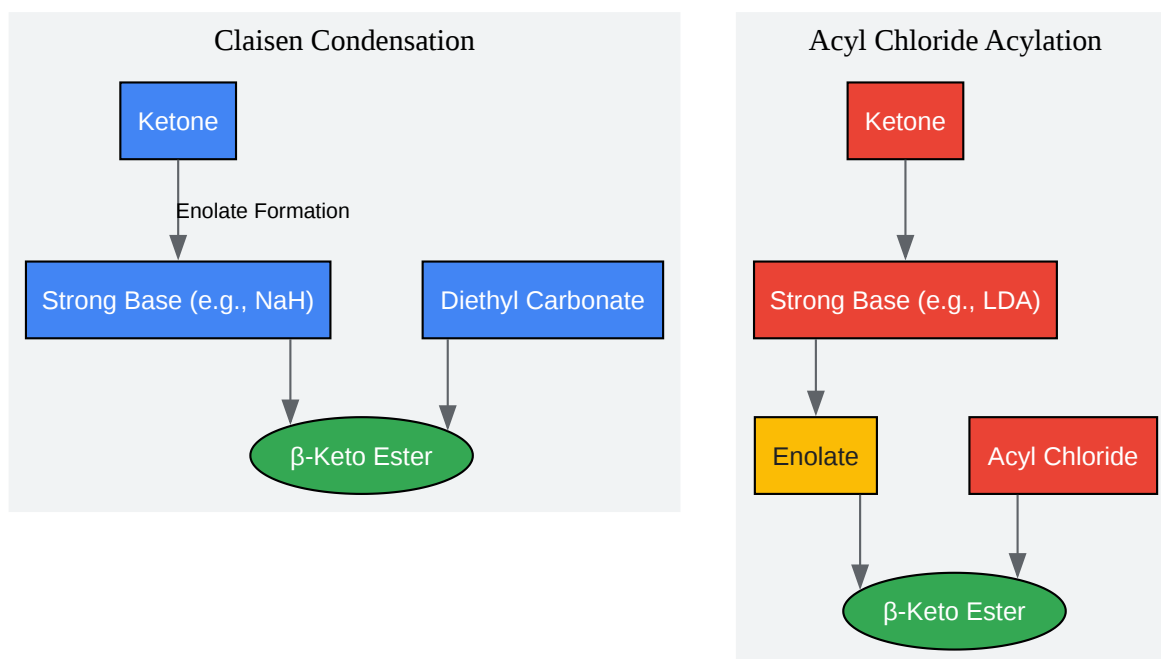 Claisen Condensation
Ketone
Enolate Formation
Strong Base (e.g., NaH)
Diethyl Carbonate
β-Keto Ester
Acyl Chloride Acylation
Ketone
Strong Base (e.g., LDA)
Enolate
Acyl Chloride
β-Keto Ester